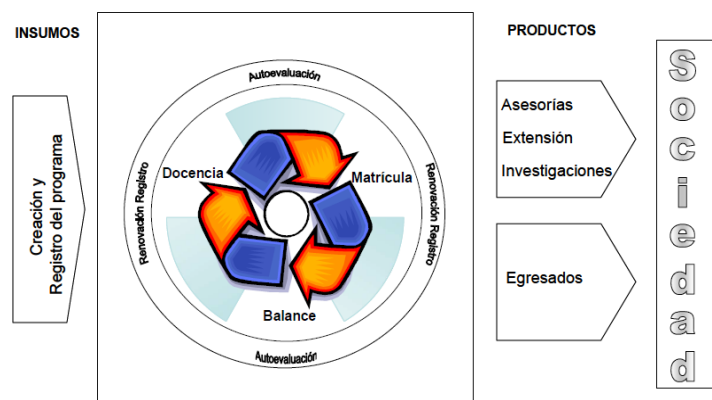 INSUMOS
Creación y
Registro del programa
Autoevaluación
Renovación Registro
Docencia
Matrícula
Renovación Registro
Balance
Autoevaluación
PRODUCTOS
Asesorías
Extensión
Investigaciones
Egresados
Sociedad